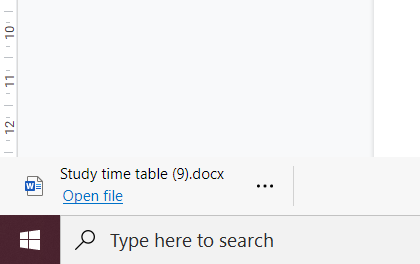 10
11
12
Study time table (9).docx
Open file
Type here to search